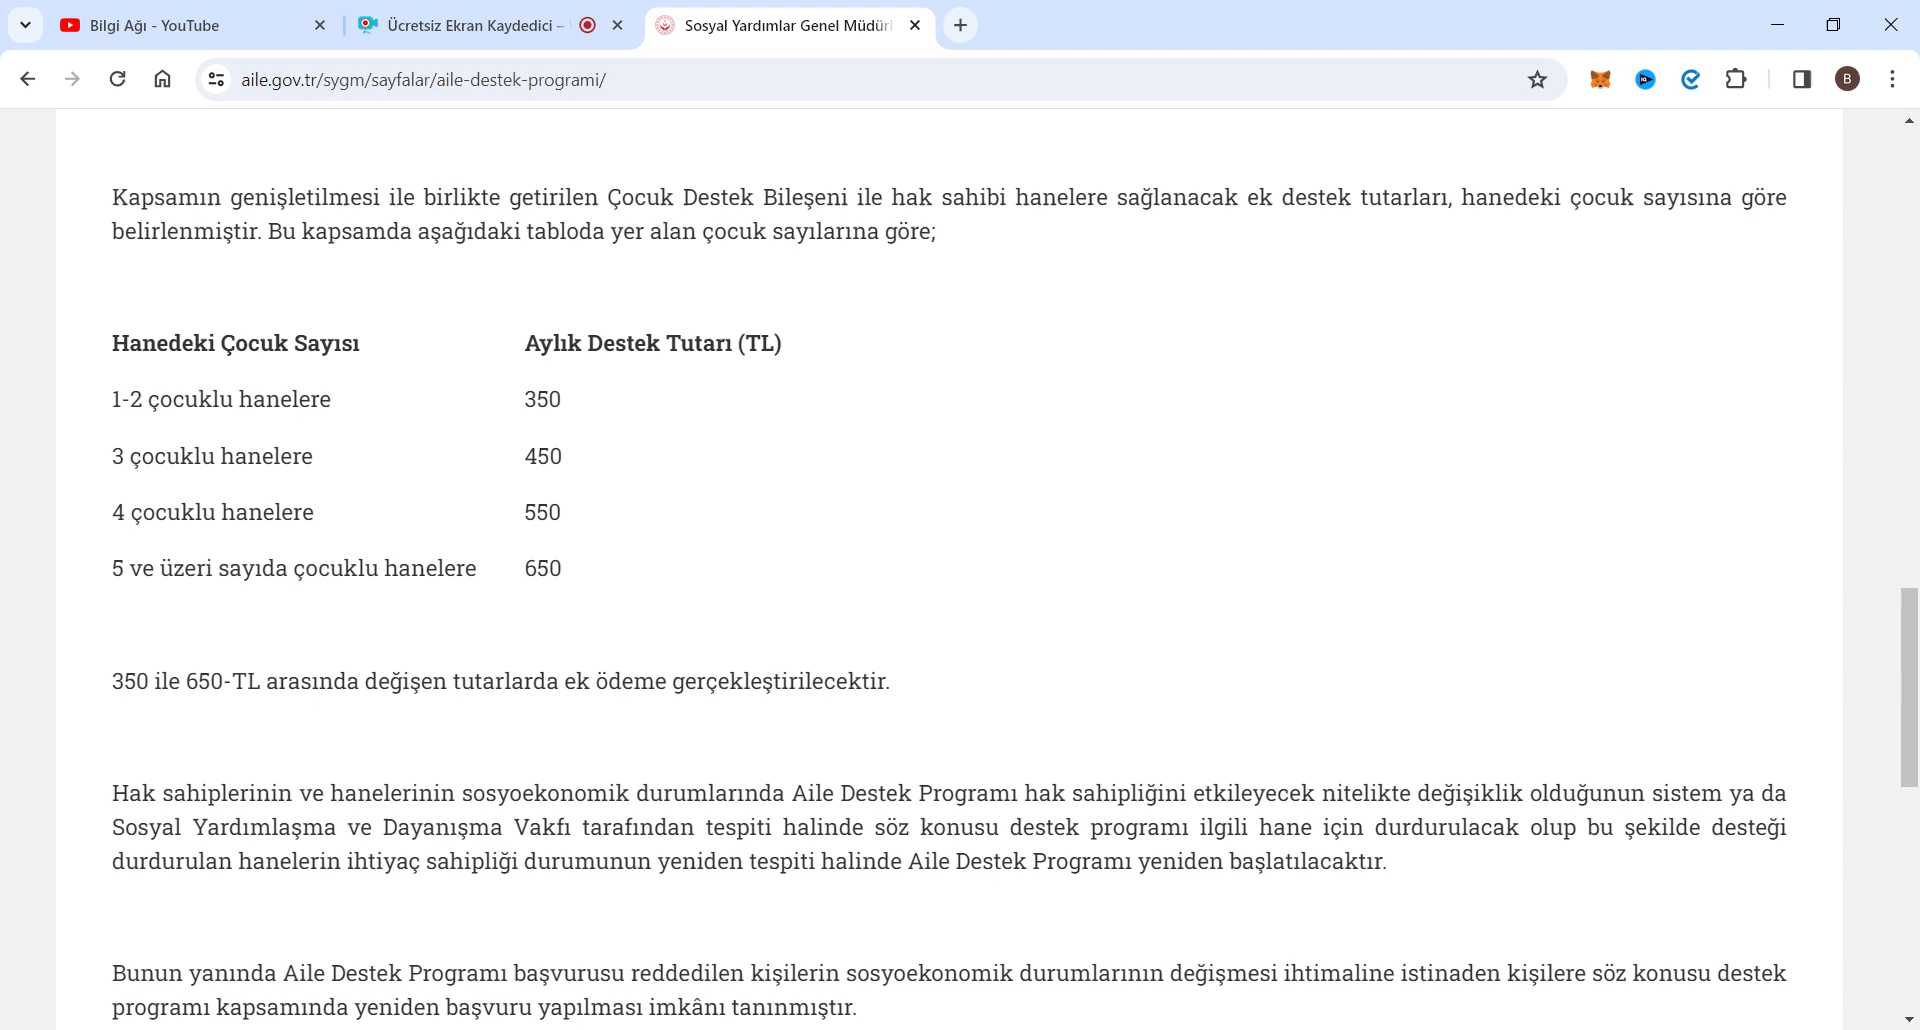 Bilgi Ağı - YouTube
Ücretsiz Ekran Kaydedici –
Sosyal Yardımlar Genel Müdür
aile.gov.tr/sygm/sayfalar/aile-destek-programi/
B
Kapsamın genişletilmesi ile birlikte getirilen Çocuk Destek Bileşeni ile hak sahibi hanelere sağlanacak ek destek tutarları, hanedeki çocuk sayısına göre
belirlenmiştir. Bu kapsamda aşağıdaki tabloda yer alan çocuk sayılarına göre;
Hanedeki Çocuk Sayısı Aylık Destek Tutarı (TL)
1-2 çocuklu hanelere 350
3 çocuklu hanelere 450
4 çocuklu hanelere 550
5 ve üzeri sayıda çocuklu hanelere 650
350 ile 650-TL arasında değişen tutarlarda ek ödeme gerçekleştirilecektir.
Hak sahiplerinin ve hanelerinin sosyoekonomik durumlarında Aile Destek Programı hak sahipliğini etkileyecek nitelikte değişiklik olduğunun sistem ya da
Sosyal Yardımlaşma ve Dayanışma Vakfı tarafından tespiti halinde söz konusu destek programı ilgili hane için durdurulacak olup bu şekilde desteği
durdurulan hanelerin ihtiyaç sahipliği durumunun yeniden tespiti halinde Aile Destek Programı yeniden başlatılacaktır.
Bunun yanında Aile Destek Programı başvurusu reddedilen kişilerin sosyoekonomik durumlarının değişmesi ihtimaline istinaden kişilere söz konusu destek
programı kapsamında yeniden başvuru yapılması imkânı tanınmıştır.